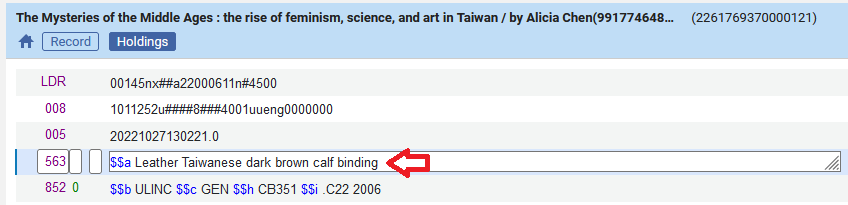 The Mysteries of the Middle Ages : the rise of feminism, science, and art in Taiwan / by Alicia Chen(991774648... (2261769370000121)
Record Holdings
LDR 00145nx##a22000611n#4500
008 1011252u####8###4001uueng0000000
005 20221027130221.0
563 $$a Leather Taiwanese dark brown calf binding
852 0 $$b ULINC $$c GEN $$h CB351 $$i .C22 2006